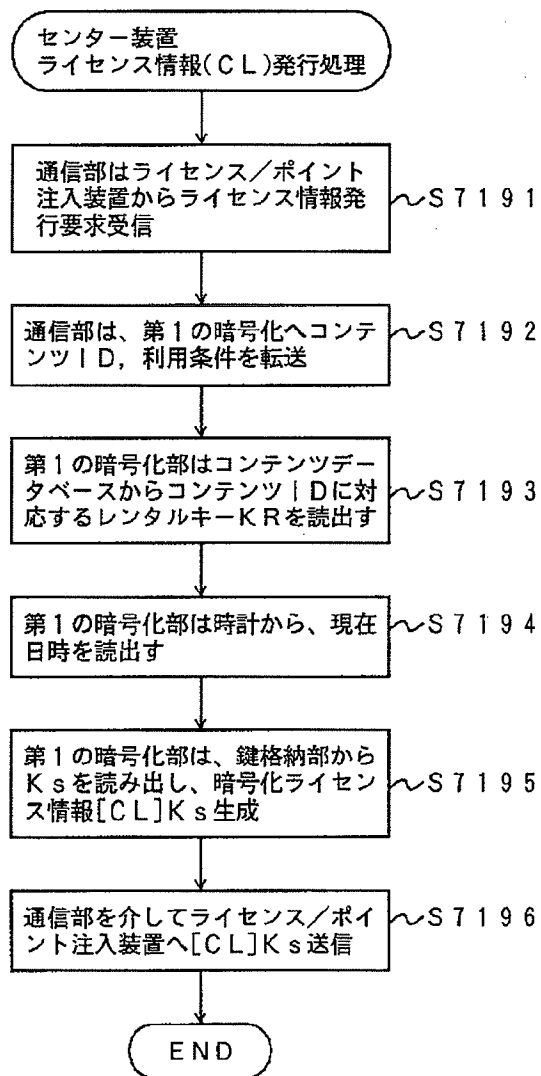 センター装置
ライセンス情報(CL)発行処理
通信部はライセンス/ポイント
注入装置からライセンス情報発
行要求受信
S7191
通信部は、第1の暗号化へコンテ
ンツID,利用条件を転送
S7192
第1の暗号化部はコンテンツデー
タベースからコンテンツIDに対
応するレンタルキーKRを読出す
S7193
第1の暗号化部は時計から、現在
日時を読出す
S7194
第1の暗号化部は、鍵格納部から
Ksを読み出し、暗号化ライセン
ス情報[CL]Ks生成
S7195
通信部を介してライセンス/ポイ
ント注入装置へ[CL]Ks送信
S7196
END